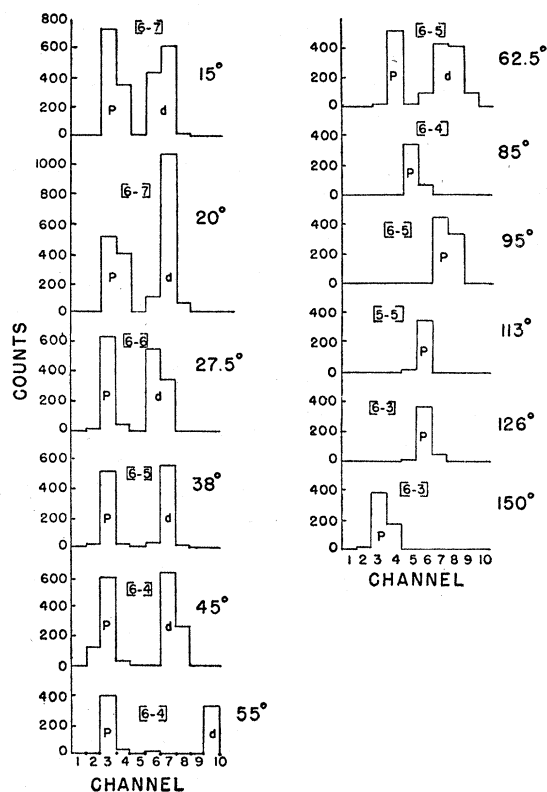 COUNTS
800
600
400
200
0
[6-7]
P
d
15°
1000
800
600
400
200
0
[6-7]
P
d
20°
600
400
200
0
[6-6]
P
d
27.5°
600
400
200
0
[6-5]
P
d
38°
600
400
200
0
[6-4]
P
d
45°
400
200
0
[6-4]
P
d
55°
1 2 3 4 5 6 7 8 9 10
CHANNEL
400
200
0
[6-5]
P
d
62.5°
400
200
0
[6-4]
P
85°
400
200
0
[6-5]
P
95°
400
200
0
[5-5]
P
113°
400
200
0
[6-3]
P
126°
400
200
0
[6-3]
P
150°
1 2 3 4 5 6 7 8 9 10
CHANNEL